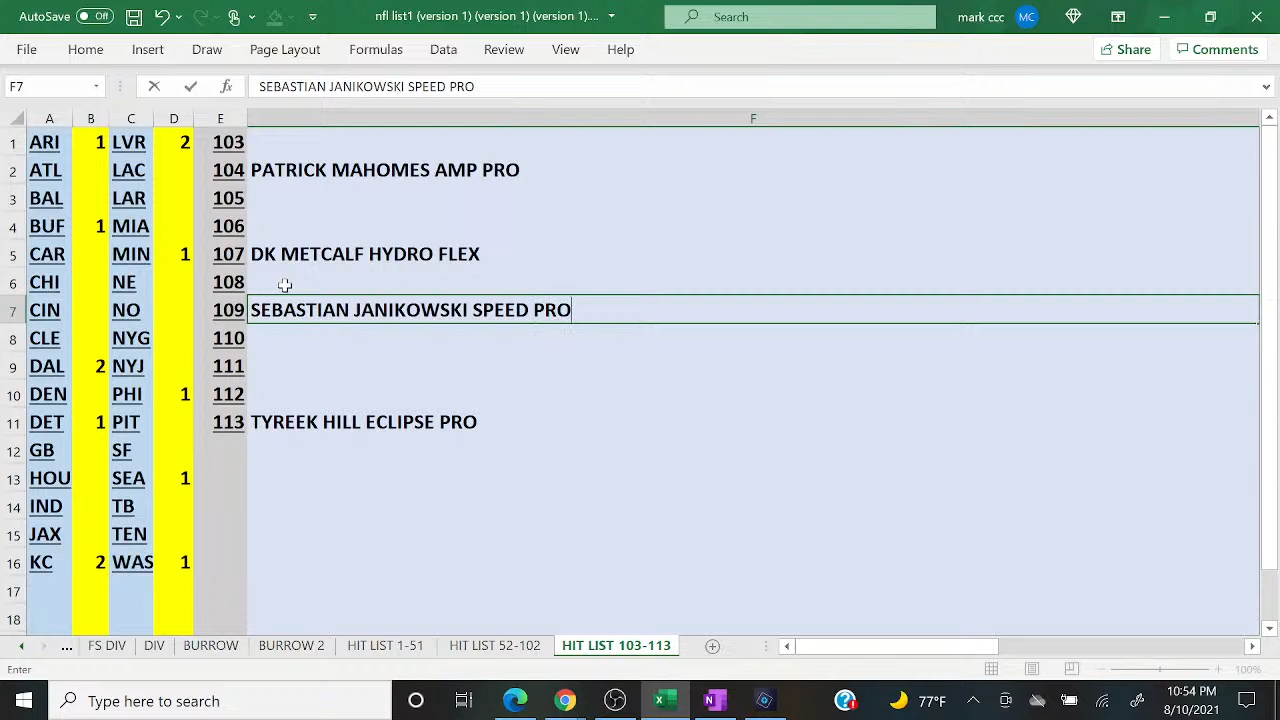 AutoSave Off nfl list1 (version 1) (version 1) (version 1)... Search mark ccc MC
File Home Insert Draw Page Layout Formulas Data Review View Help Share Comments
F7 fx SEBASTIAN JANIKOWSKI SPEED PRO
A B C D E F
1 ARI 1 LVR 2 103
2 ATL LAC 104 PATRICK MAHOMES AMP PRO
3 BAL LAR 105
4 BUF 1 MIA 106
5 CAR MIN 1 107 DK METCALF HYDRO FLEX
6 CHI NE 108
7 CIN NO 109 SEBASTIAN JANIKOWSKI SPEED PRO
8 CLE NYG 110
9 DAL 2 NYJ 111
10 DEN PHI 1 112
11 DET 1 PIT 113 TYREEK HILL ECLIPSE PRO
12 GB SF
13 HOU SEA 1
14 IND TB
15 JAX TEN
16 KC 2 WAS 1
17
18
... FS DIV DIV BURROW BURROW 2 HIT LIST 1-51 HIT LIST 52-102 HIT LIST 103-113
Enter 100%
Type here to search 77°F 10:54 PM
8/10/2021